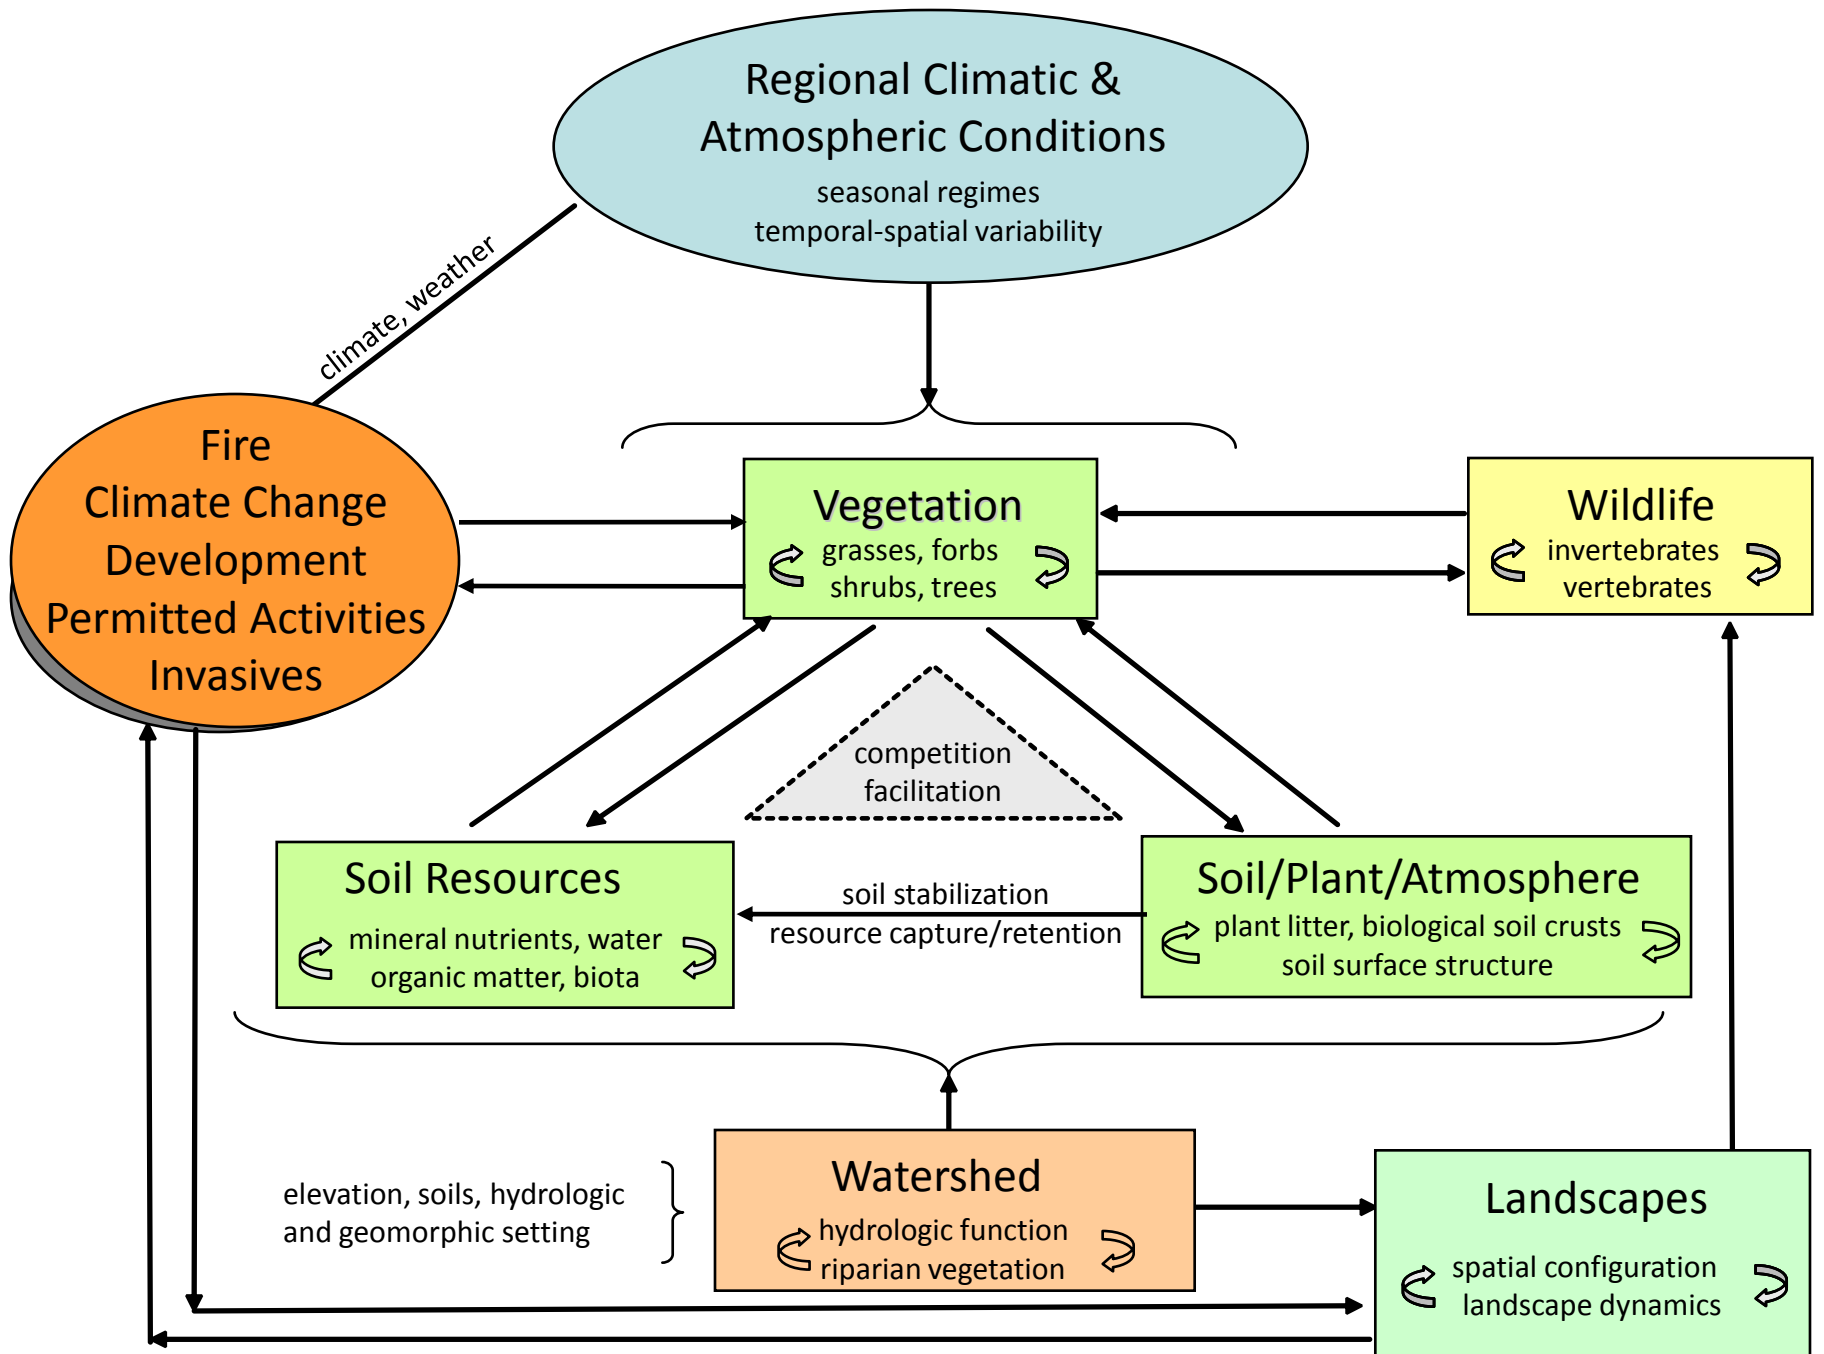 Regional Climatic &
Atmospheric Conditions
seasonal regimes
temporal-spatial variability
climate, weather
Fire
Climate Change
Development
Permitted Activities
Invasives
Vegetation
grasses, forbs
shrubs, trees
Wildlife
invertebrates
vertebrates
competition
facilitation
Soil Resources
mineral nutrients, water
organic matter, biota
soil stabilization
resource capture/retention
Soil/Plant/Atmosphere
plant litter, biological soil crusts
soil surface structure
elevation, soils, hydrologic
and geomorphic setting
Watershed
hydrologic function
riparian vegetation
Landscapes
spatial configuration
landscape dynamics